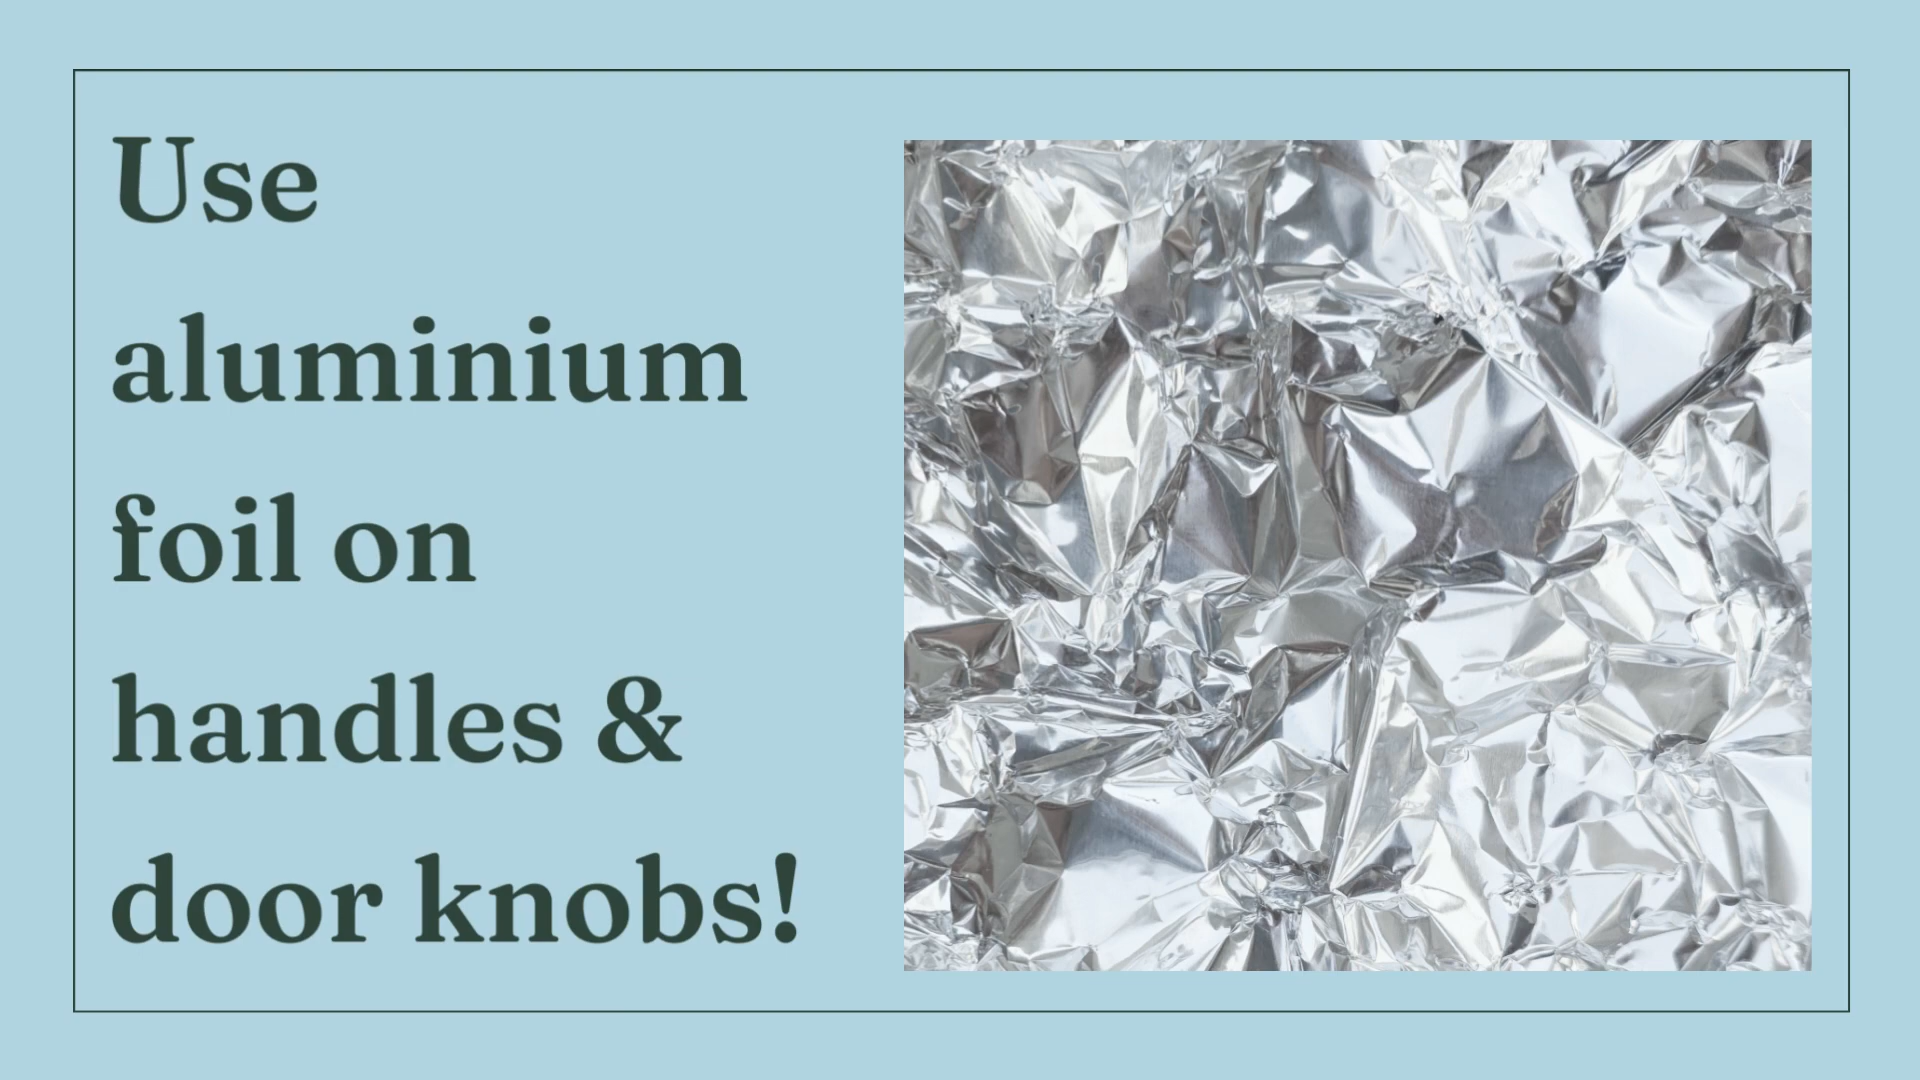 Use
aluminium
foil on
handles &
door knobs!